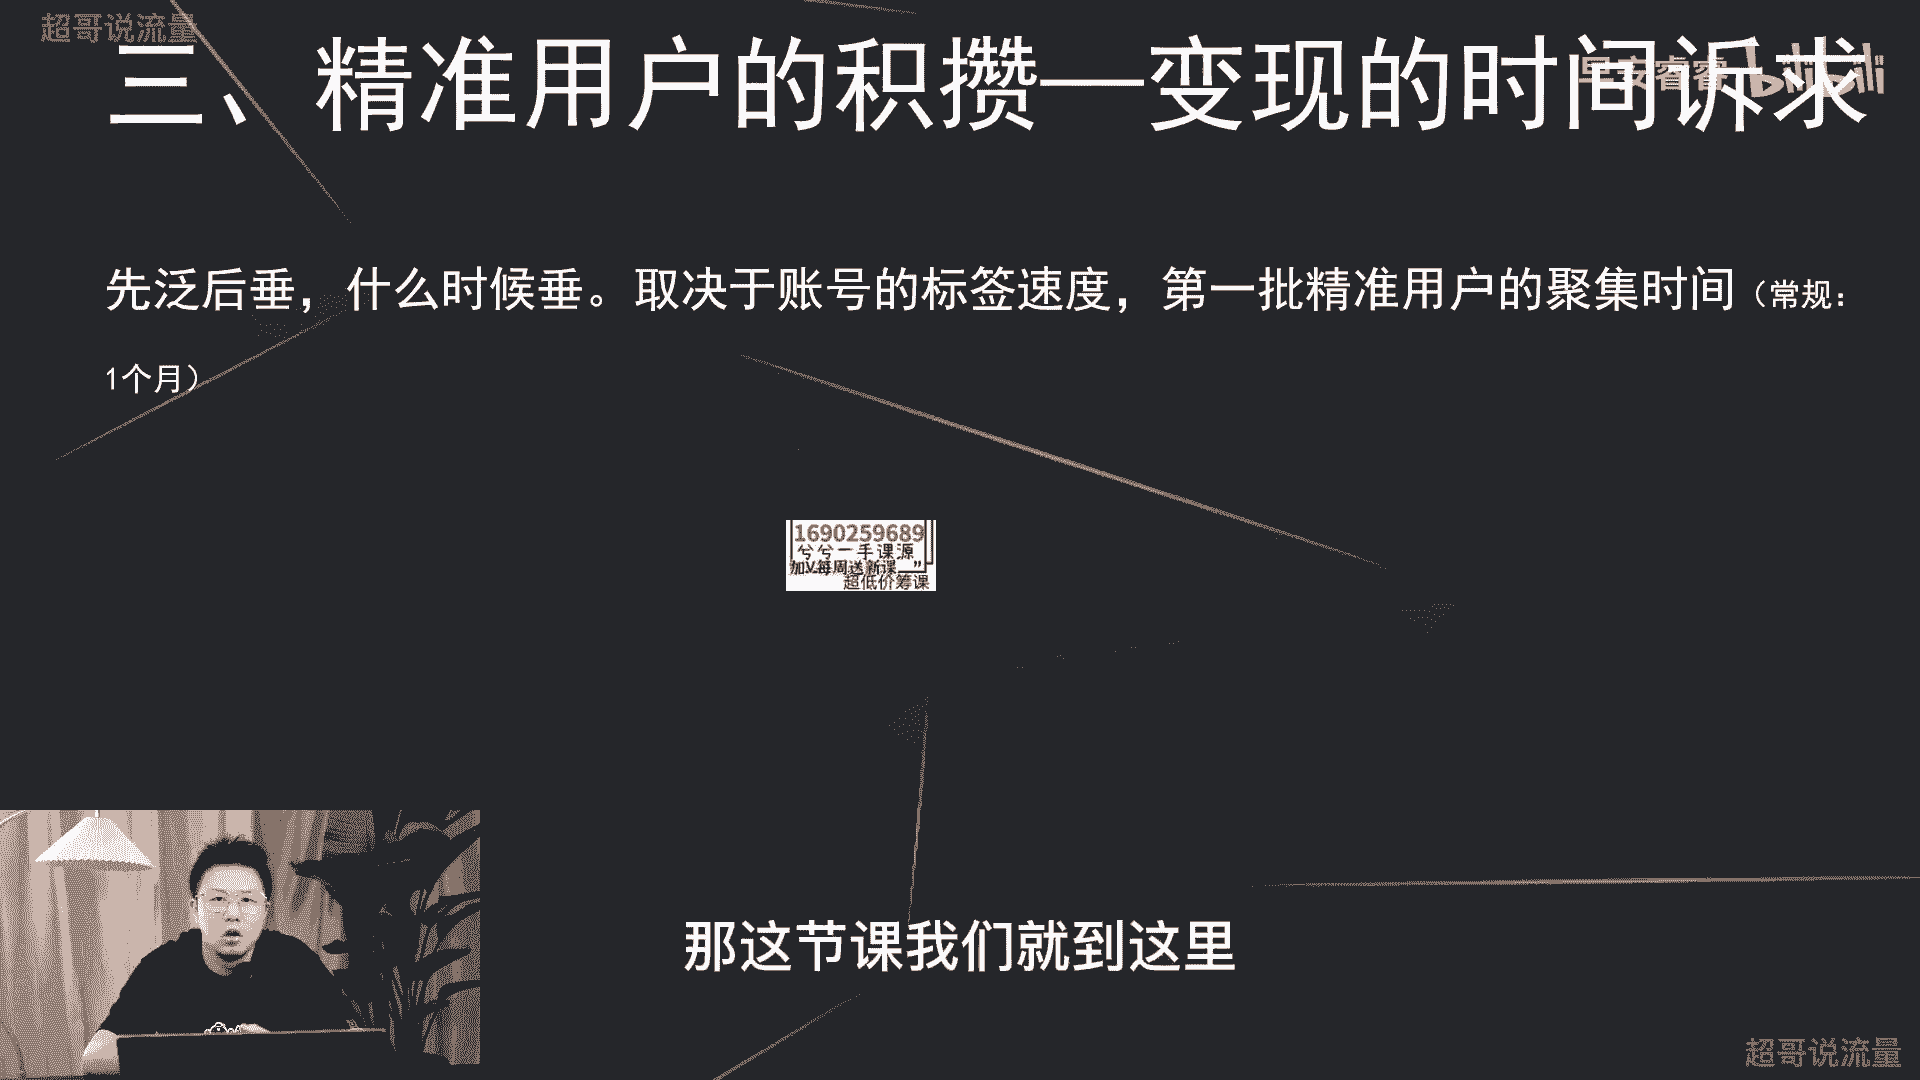 超哥说流量
三、精准用户的积攒—变现的时间诉求
bilibili
先泛后垂，什么时候垂。取决于账号的标签速度，第一批精准用户的聚集时间（常规：
1个月）
1690259689
兮兮一手课源
加V每周送新课
超低价筹课
那这节课我们就到这里
超哥说流量